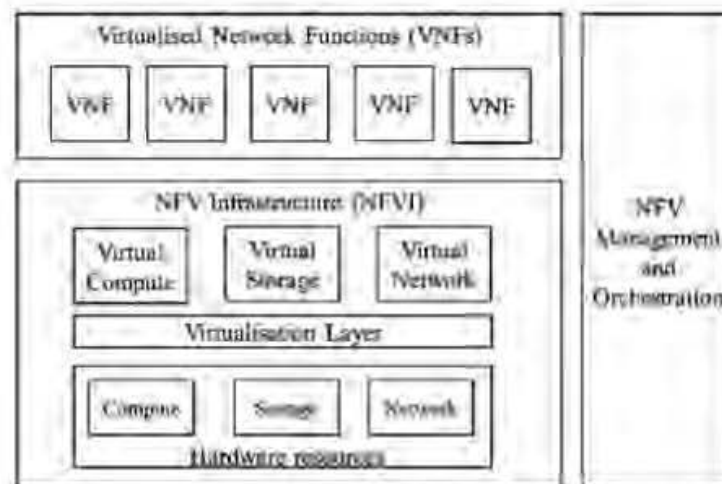 Virtualised Network Functions (VNFs)
VNF VNF VNF VNF VNF
NFV Infrastructure (NFVI)
Virtual Compute
Virtual Storage
Virtual Network
Virtualisation Layer
Compute Storage Network
Hardware resources
NFV
Management
and
Orchestration